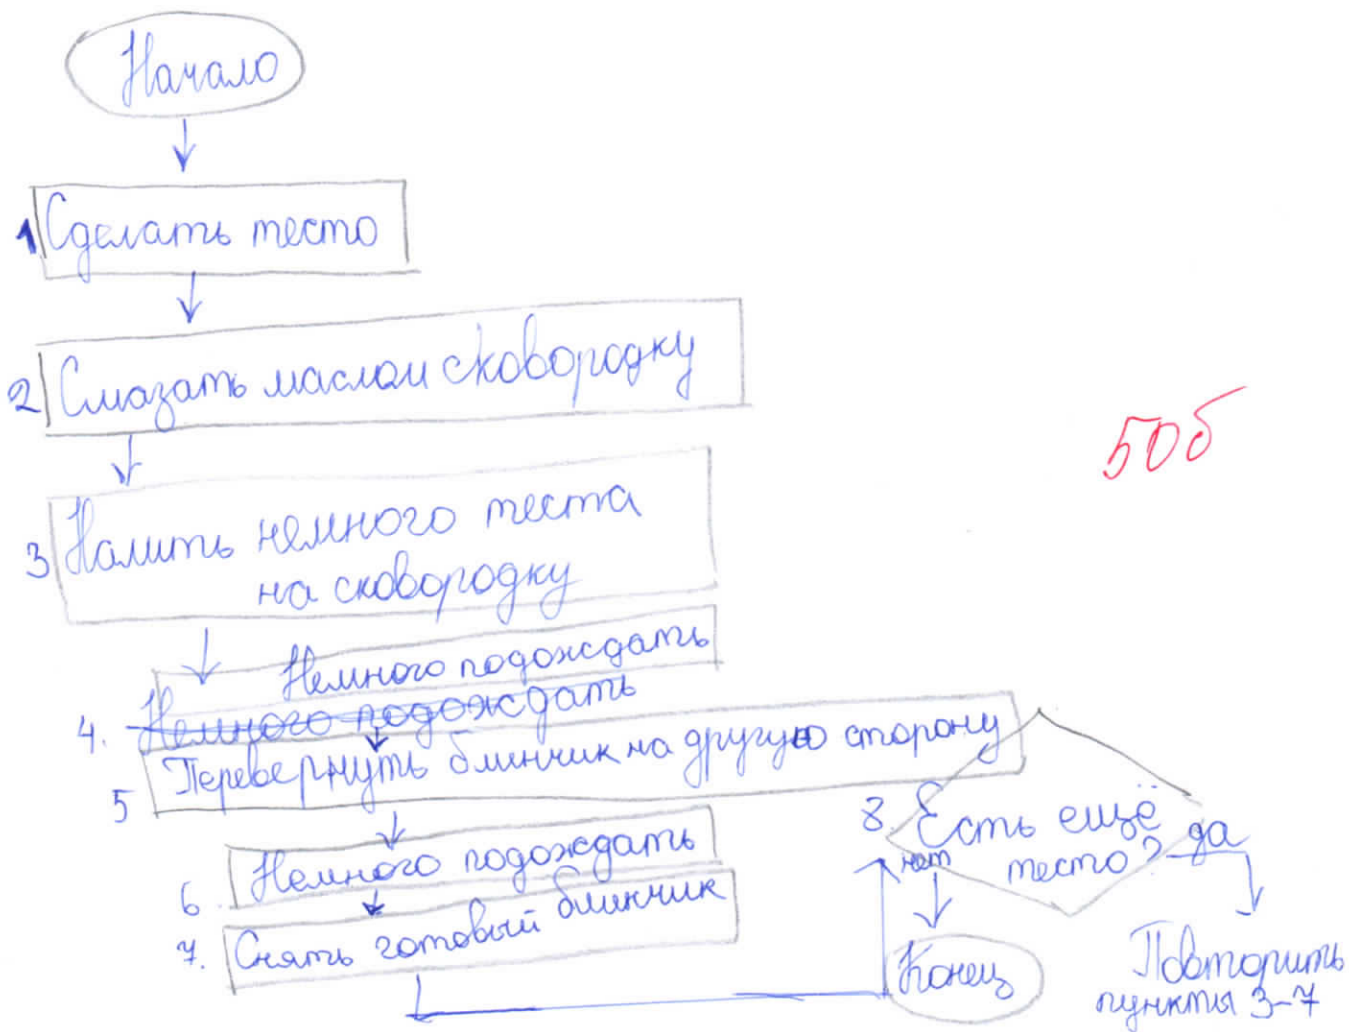 Начало
1 Сделать тесто
2 Смазать маслом сковородку
3 Налить немного теста
на сковородку
Немного подождать
4. Немного подождать
5 Перевернуть блинчик на другую сторону
6 Немного подождать
7. Снять готовый блинчик
8. Есть ещё
тесто?
да
нет
Конец
Повторить
пункты 3-7
50б